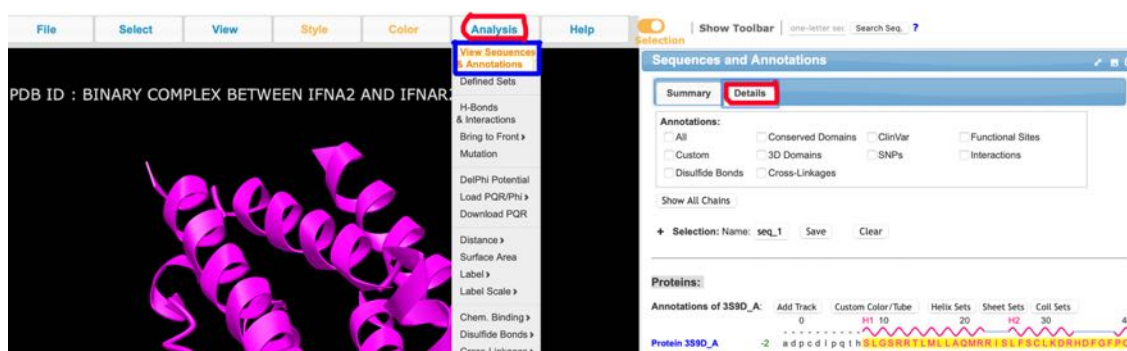 File Select View Style Color Analysis Help
PDB ID : BINARY COMPLEX BETWEEN IFNA2 AND IFNAR2
View Sequences
& Annotations
Defined Sets
H-Bonds
& Interactions
Bring to Front ›
Mutation
DelPhi Potential
Load PQR/Phi ›
Download PQR
Distance ›
Surface Area
Label ›
Label Scale ›
Chem. Binding ›
Disulfide Bonds ›
Selection
Show Toolbar one-letter sec Search Seq. ?
Sequences and Annotations
Summary Details
Annotations:
All Conserved Domains ClinVar Functional Sites
Custom 3D Domains SNPs Interactions
Disulfide Bonds Cross-Linkages
Show All Chains
+ Selection: Name: seq_1 Save Clear
Proteins:
Annotations of 3S9D_A: Add Track Custom Color/Tube Helix Sets Sheet Sets Coil Sets
0 H1 10 20 H2 30 4
Protein 3S9D_A -2 adpcdlpqthSLGSRRTLMLLAQMRRISLFSCLKDRHDFGFP